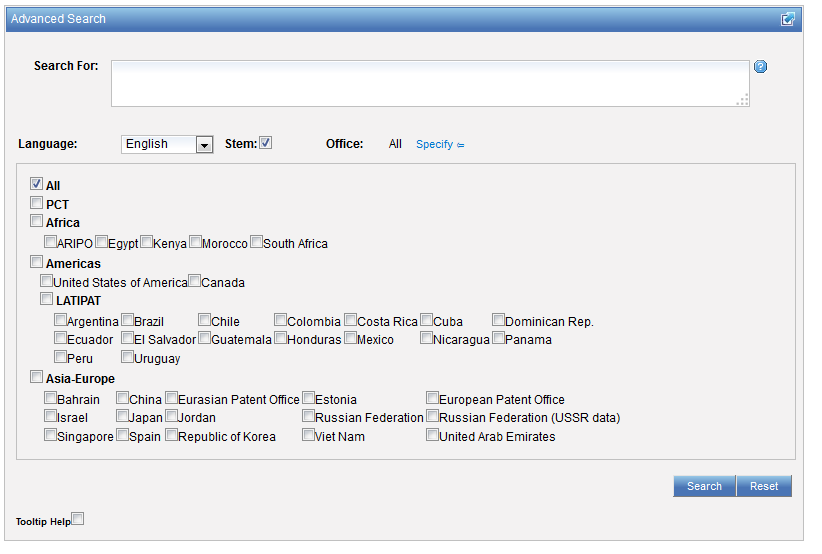 Advanced Search
Search For:
Language: English Stem: Office: All Specify
All
PCT
Africa
ARIPO Egypt Kenya Morocco South Africa
Americas
United States of America Canada
LATIPAT
Argentina Brazil Chile Colombia Costa Rica Cuba Dominican Rep.
Ecuador El Salvador Guatemala Honduras Mexico Nicaragua Panama
Peru Uruguay
Asia-Europe
Bahrain China Eurasian Patent Office Estonia European Patent Office
Israel Japan Jordan Russian Federation Russian Federation (USSR data)
Singapore Spain Republic of Korea Viet Nam United Arab Emirates
Search Reset
Tooltip Help